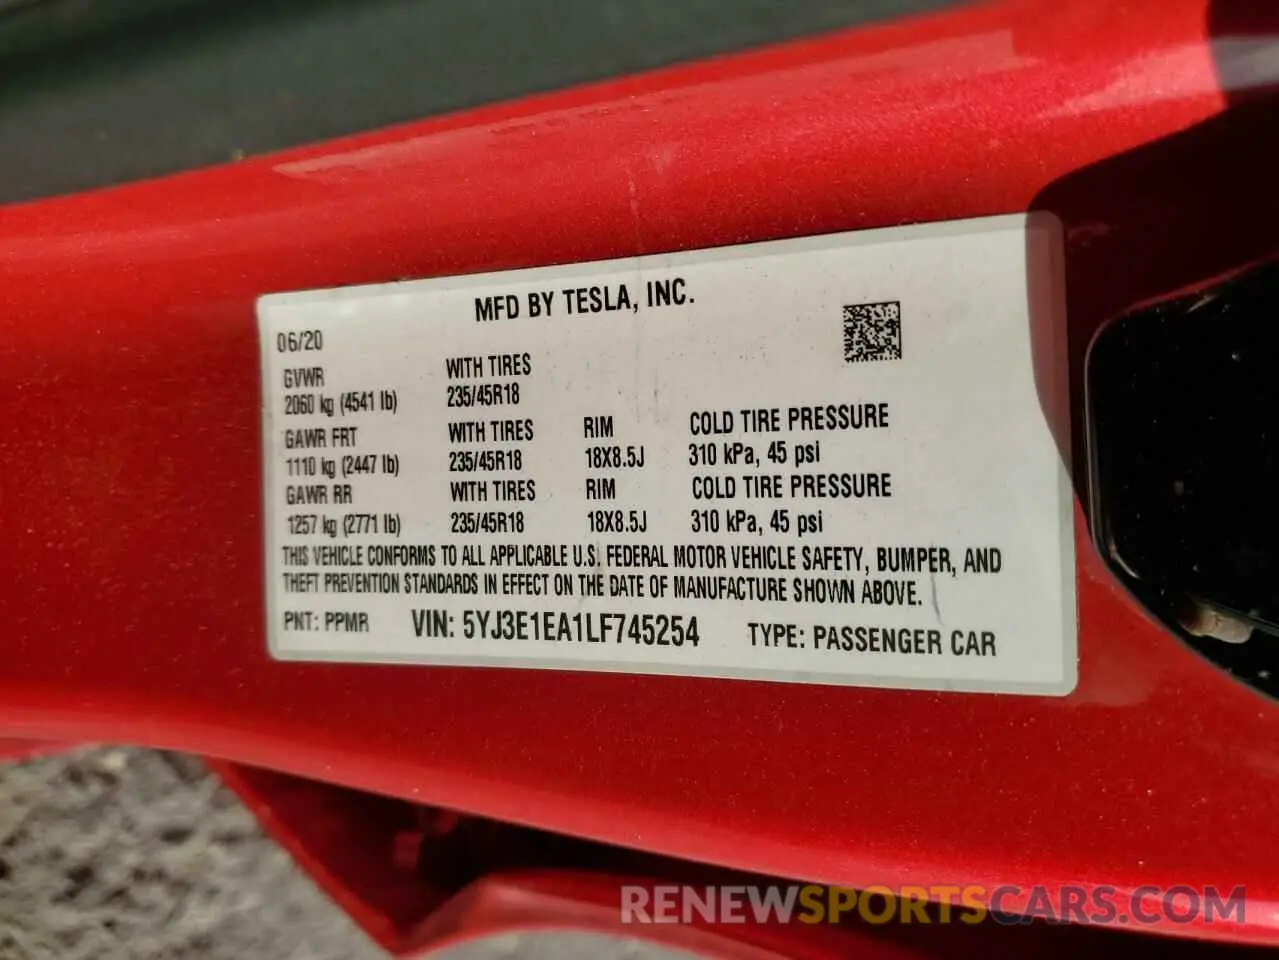 MFD BY TESLA, INC.
06/20
GVWR WITH TIRES
2060 kg (4541 lb) 235/45R18
GAWR FRT WITH TIRES RIM COLD TIRE PRESSURE
1110 kg (2447 lb) 235/45R18 18X8.5J 310 kPa, 45 psi
GAWR RR WITH TIRES RIM COLD TIRE PRESSURE
1257 kg (2771 lb) 235/45R18 18X8.5J 310 kPa, 45 psi
THIS VEHICLE CONFORMS TO ALL APPLICABLE U.S. FEDERAL MOTOR VEHICLE SAFETY, BUMPER, AND
THEFT PREVENTION STANDARDS IN EFFECT ON THE DATE OF MANUFACTURE SHOWN ABOVE.
PNT: PPMR VIN: 5YJ3E1EA1LF745254 TYPE: PASSENGER CAR
RENEWSPORTSCARS.COM